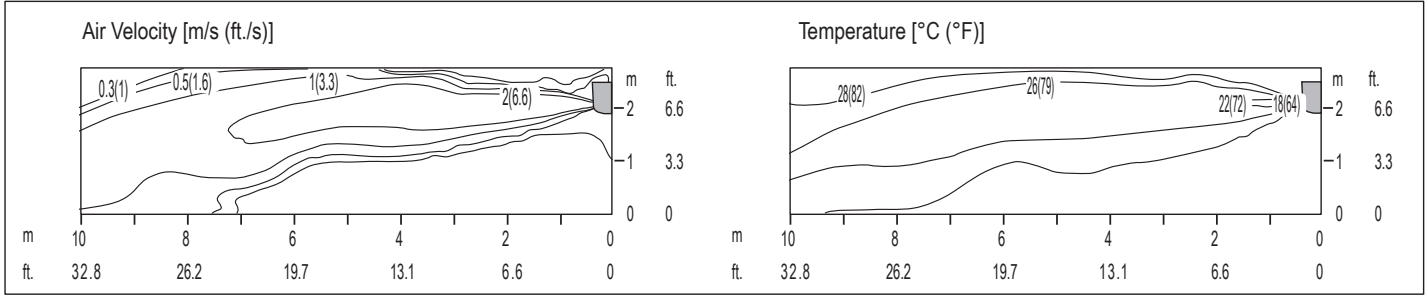 Air Velocity [m/s (ft./s)]
0.3(1)
0.5(1.6)
1(3.3)
2(6.6)
m ft.
2 6.6
1 3.3
0 0
m 10 8 6 4 2 0
ft. 32.8 26.2 19.7 13.1 6.6 0
Temperature [°C (°F)]
28(82)
26(79)
22(72)
18(64)
m ft.
2 6.6
1 3.3
0 0
m 10 8 6 4 2 0
ft. 32.8 26.2 19.7 13.1 6.6 0